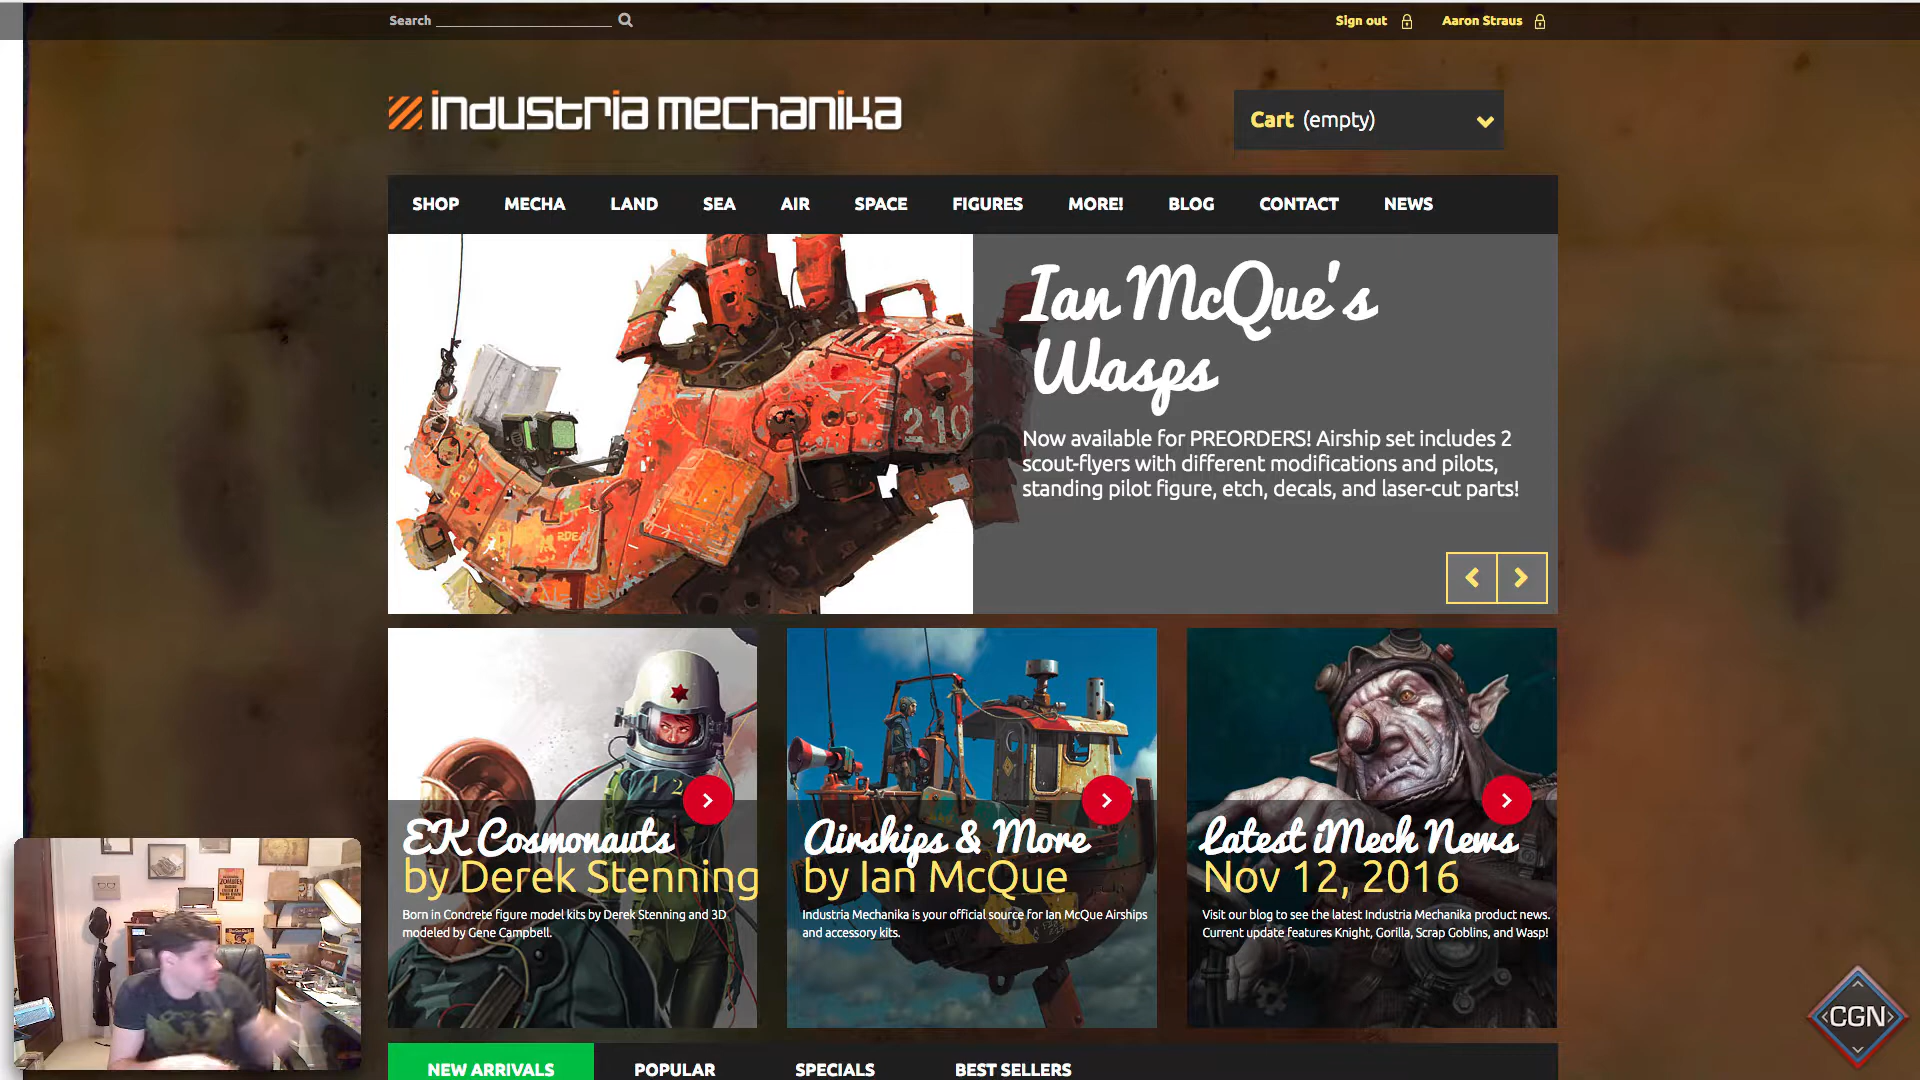 Search
Sign out
Aaron Straus
industria mechanika
Cart (empty)
SHOP MECHA LAND SEA AIR SPACE FIGURES MORE! BLOG CONTACT NEWS
210
RDE
Ian McQue's
Wasps
Now available for PREORDERS! Airship set includes 2
scout-flyers with different modifications and pilots,
standing pilot figure, etch, decals, and laser-cut parts!
12
EK Cosmonauts
by Derek Stenning
Born in Concrete figure model kits by Derek Stenning and 3D
modeled by Gene Campbell.
Airships & More
by Ian McQue
Industria Mechanika is your official source for Ian McQue Airships
and accessory kits.
Latest iMech News
Nov 12, 2016
Visit our blog to see the latest Industria Mechanika product news.
Current update features Knight, Gorilla, Scrap Goblins, and Wasp!
ZOMBIES
CGN
NEW ARRIVALS POPULAR SPECIALS BEST SELLERS